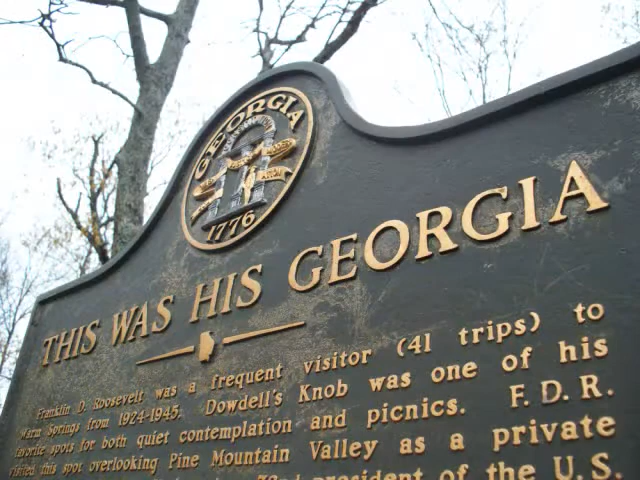 GEORGIA
1776
THIS WAS HIS GEORGIA
Franklin D. Roosevelt was a frequent visitor (41 trips) to
Warm Springs from 1924-1945. Dowdell's Knob was one of his
favorite spots for both quiet contemplation and picnics. F. D. R.
visited this spot overlooking Pine Mountain Valley as a private
32nd president of the U.S.